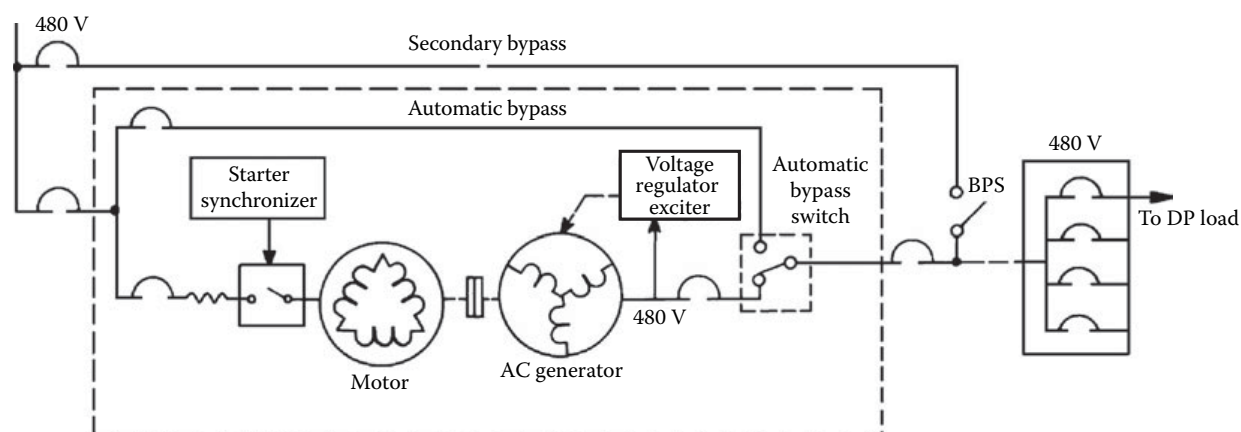 480 V
Secondary bypass
Automatic bypass
Starter
synchronizer
Voltage
regulator
exciter
Automatic
bypass
switch
BPS
480 V
To DP load
480 V
Motor
AC generator